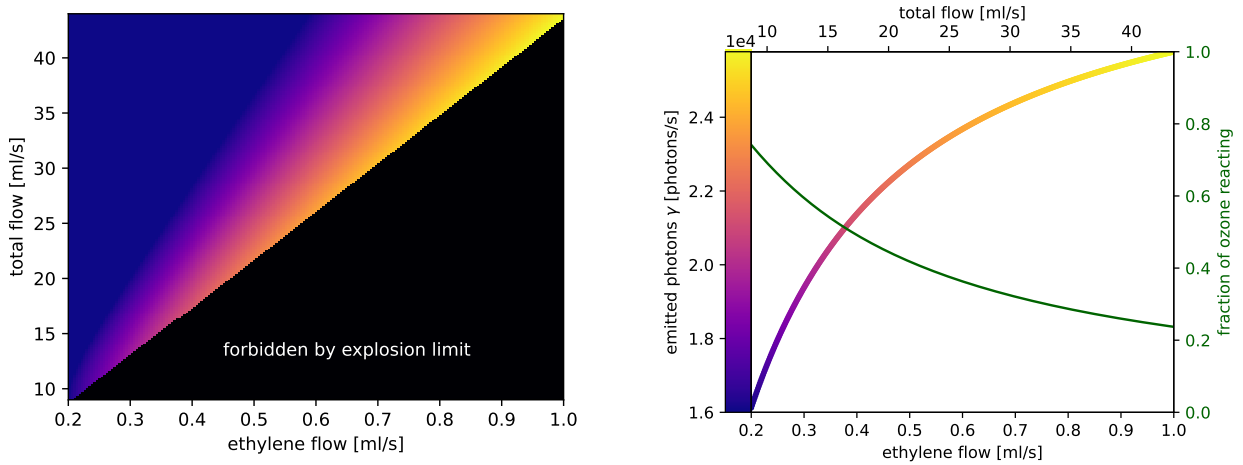 total flow [ml/s]
40
35
30
25
20
15
10
forbidden by explosion limit
0.2 0.3 0.4 0.5 0.6 0.7 0.8 0.9 1.0
ethylene flow [ml/s]
total flow [ml/s]
10 15 20 25 30 35 40
1e4
emitted photons γ [photons/s]
2.4
2.2
2.0
1.8
1.6
1.0
0.8
0.6
0.4
0.2
0.0
fraction of ozone reacting
0.2 0.3 0.4 0.5 0.6 0.7 0.8 0.9 1.0
ethylene flow [ml/s]